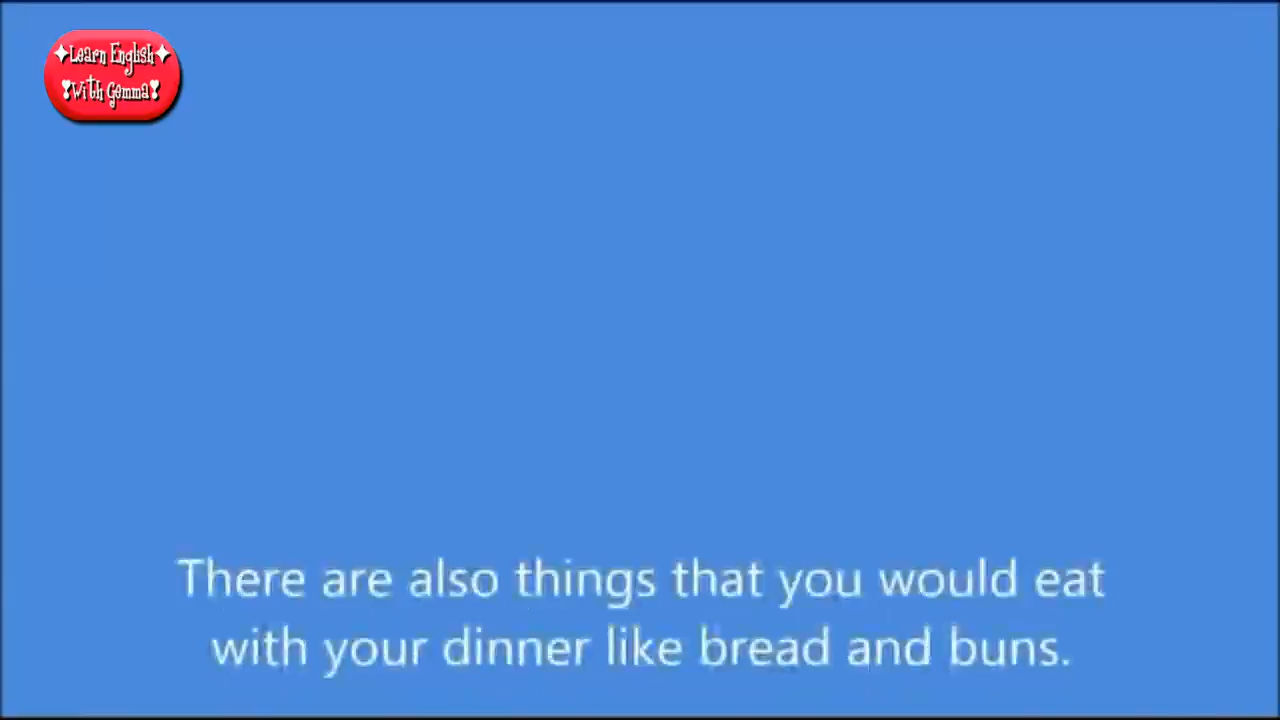 Learn English
With Gemma
There are also things that you would eat
with your dinner like bread and buns.